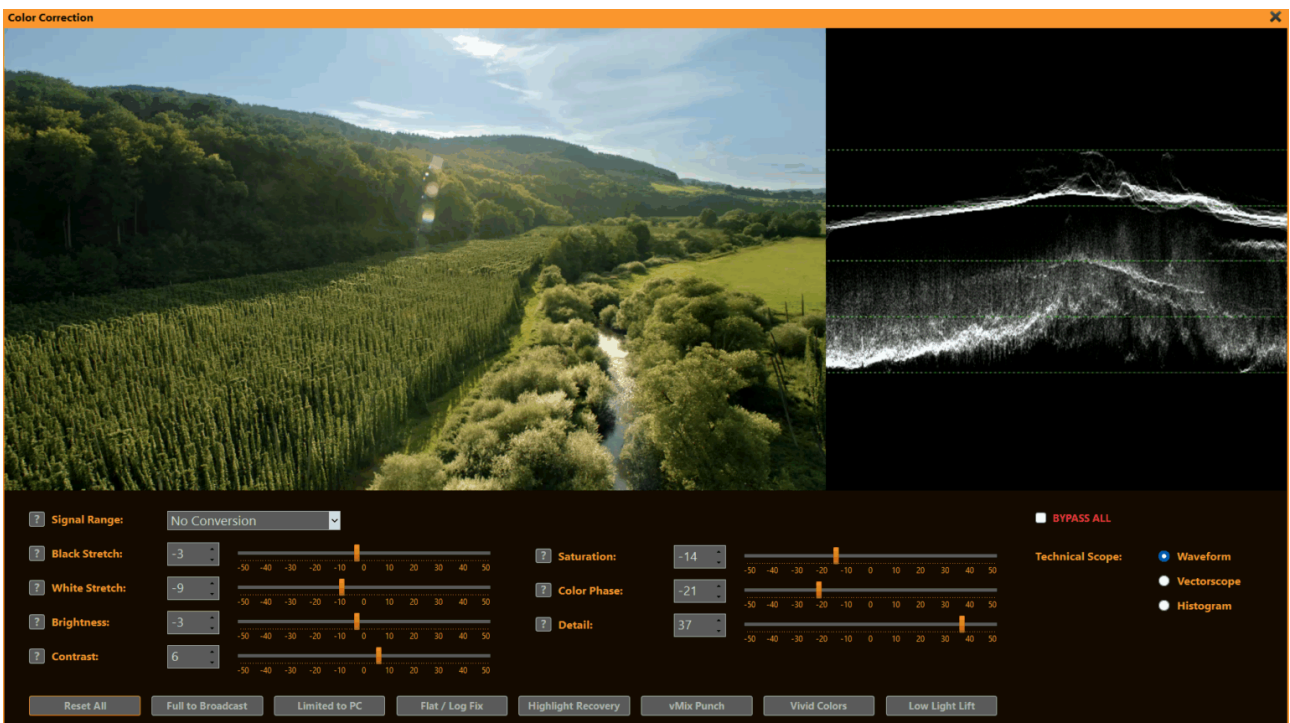 Color Correction
? Signal Range: No Conversion
BYPASS ALL
? Black Stretch: -3
-50 -40 -30 -20 -10 0 10 20 30 40 50
? Saturation: -14
-50 -40 -30 -20 -10 0 10 20 30 40 50
Technical Scope: Waveform
? White Stretch: -9
-50 -40 -30 -20 -10 0 10 20 30 40 50
? Color Phase: -21
-50 -40 -30 -20 -10 0 10 20 30 40 50
Vectorscope
? Brightness: -3
-50 -40 -30 -20 -10 0 10 20 30 40 50
? Detail: 37
-50 -40 -30 -20 -10 0 10 20 30 40 50
Histogram
? Contrast: 6
-50 -40 -30 -20 -10 0 10 20 30 40 50
Reset All Full to Broadcast Limited to PC Flat / Log Fix Highlight Recovery vMix Punch Vivid Colors Low Light Lift